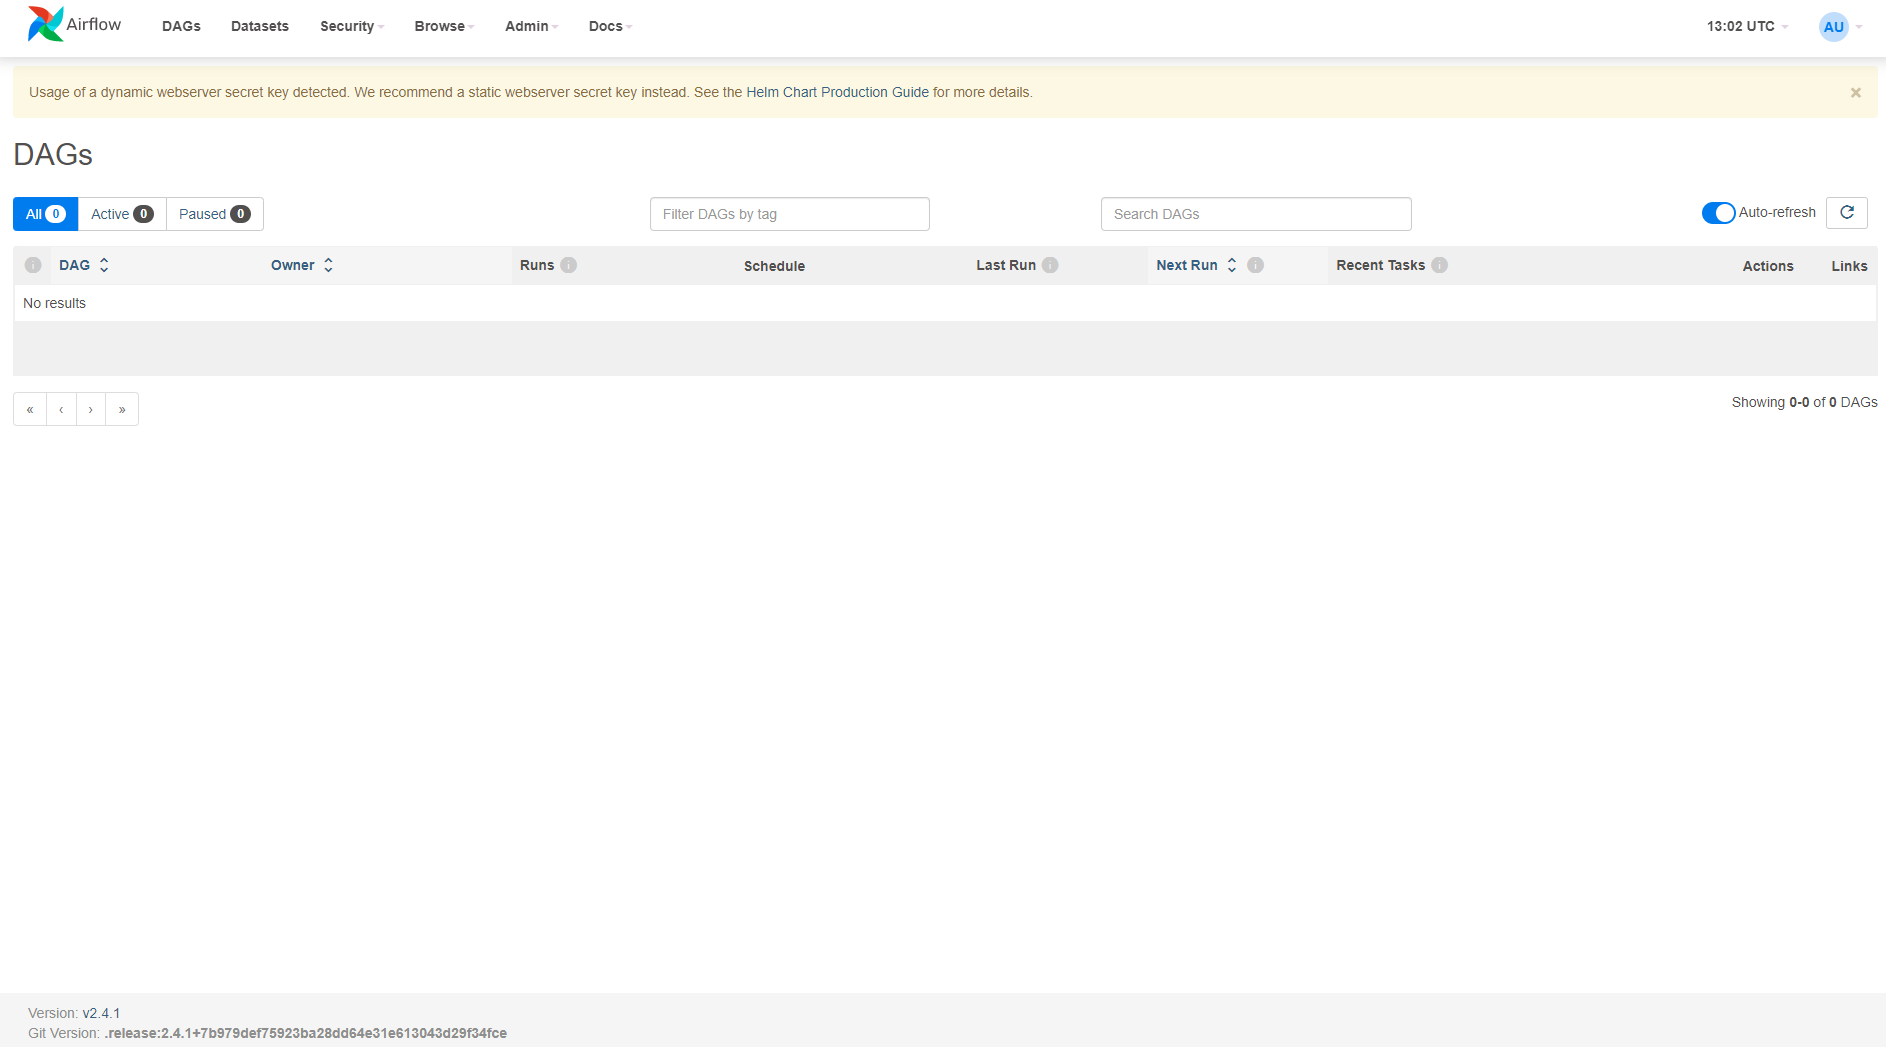 Airflow DAGs Datasets Security Browse Admin Docs 13:02 UTC AU
Usage of a dynamic webserver secret key detected. We recommend a static webserver secret key instead. See the Helm Chart Production Guide for more details. ×
DAGs
All 0 Active 0 Paused 0 Filter DAGs by tag Search DAGs Auto-refresh
i DAG Owner Runs i Schedule Last Run i Next Run i Recent Tasks i Actions Links
No results
« ‹ › » Showing 0-0 of 0 DAGs
Version: v2.4.1
Git Version: .release:2.4.1+7b979def75923ba28dd64e31e613043d29f34fce